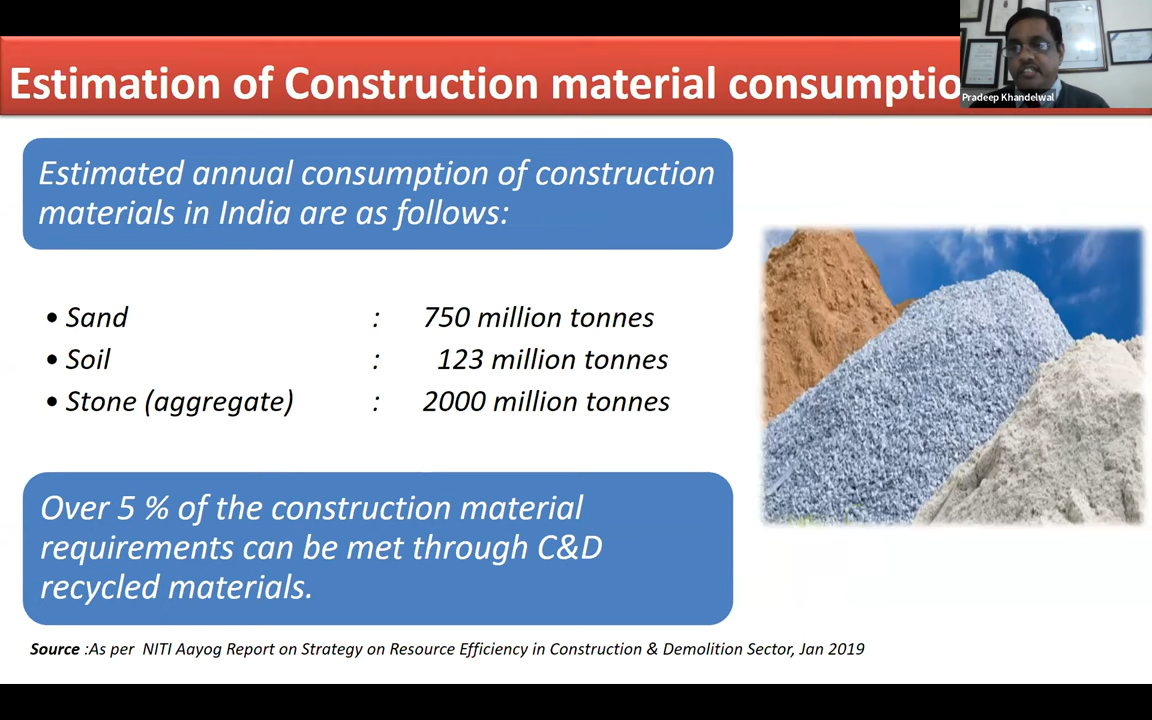 Estimation of Construction material consumptio
Pradeep Khandelwal
Estimated annual consumption of construction
materials in India are as follows:
• Sand : 750 million tonnes
• Soil : 123 million tonnes
• Stone (aggregate) : 2000 million tonnes
Over 5 % of the construction material
requirements can be met through C&D
recycled materials.
Source :As per NITI Aayog Report on Strategy on Resource Efficiency in Construction & Demolition Sector, Jan 2019